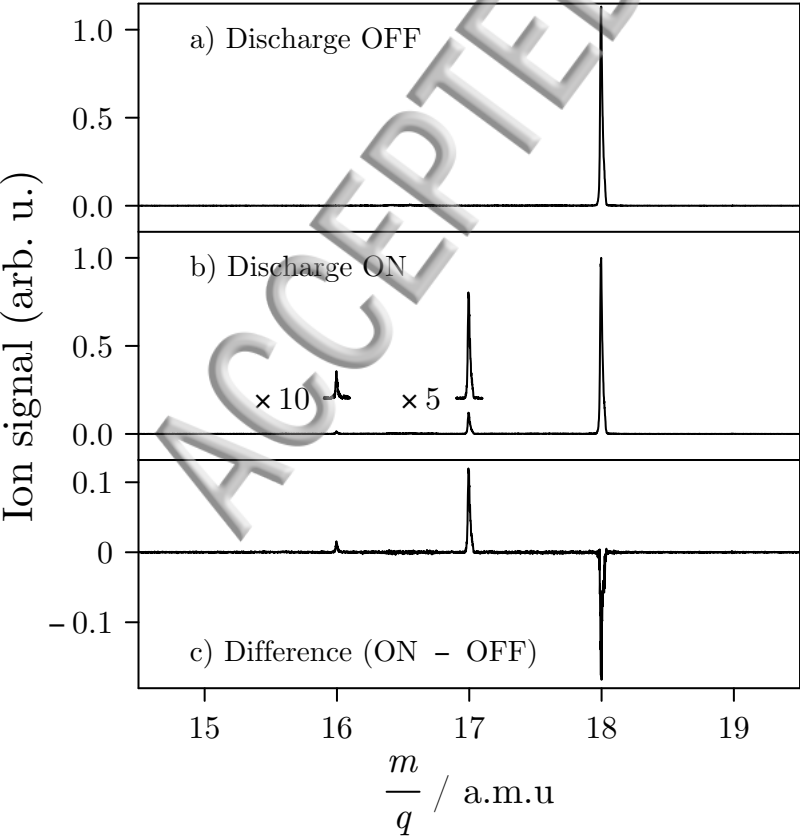 Ion signal (arb. u.)
1.0
a) Discharge OFF
0.5
0.0
1.0
b) Discharge ON
0.5
× 10
× 5
0.0
0.1
0
−0.1
c) Difference (ON − OFF)
15 16 17 18 19
m
q / a.m.u
ACCEPTED